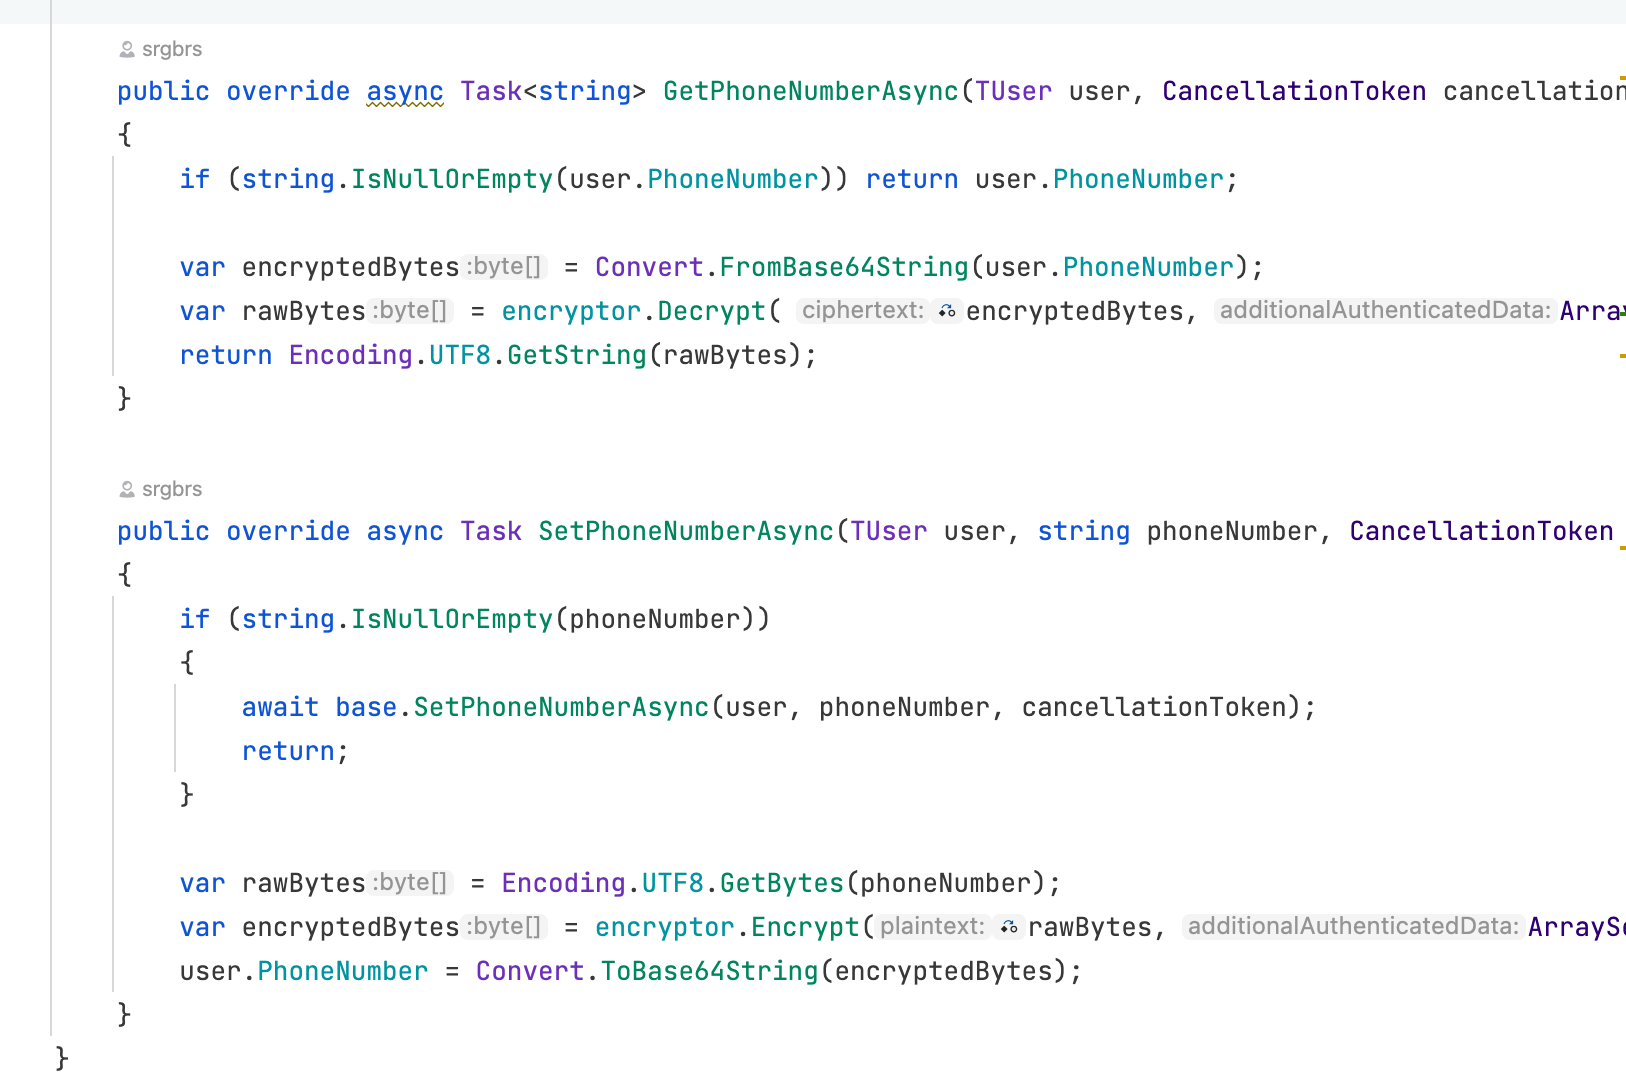 srgbrs
public override async Task<string> GetPhoneNumberAsync(TUser user, CancellationToken cancellation
{
if (string.IsNullOrEmpty(user.PhoneNumber)) return user.PhoneNumber;
var encryptedBytes :byte[] = Convert.FromBase64String(user.PhoneNumber);
var rawBytes :byte[] = encryptor.Decrypt( ciphertext: encryptedBytes, additionalAuthenticatedData: Arra
return Encoding.UTF8.GetString(rawBytes);
}
srgbrs
public override async Task SetPhoneNumberAsync(TUser user, string phoneNumber, CancellationToken
{
if (string.IsNullOrEmpty(phoneNumber))
{
await base.SetPhoneNumberAsync(user, phoneNumber, cancellationToken);
return;
}
var rawBytes :byte[] = Encoding.UTF8.GetBytes(phoneNumber);
var encryptedBytes :byte[] = encryptor.Encrypt( plaintext: rawBytes, additionalAuthenticatedData: ArrayS
user.PhoneNumber = Convert.ToBase64String(encryptedBytes);
}
}